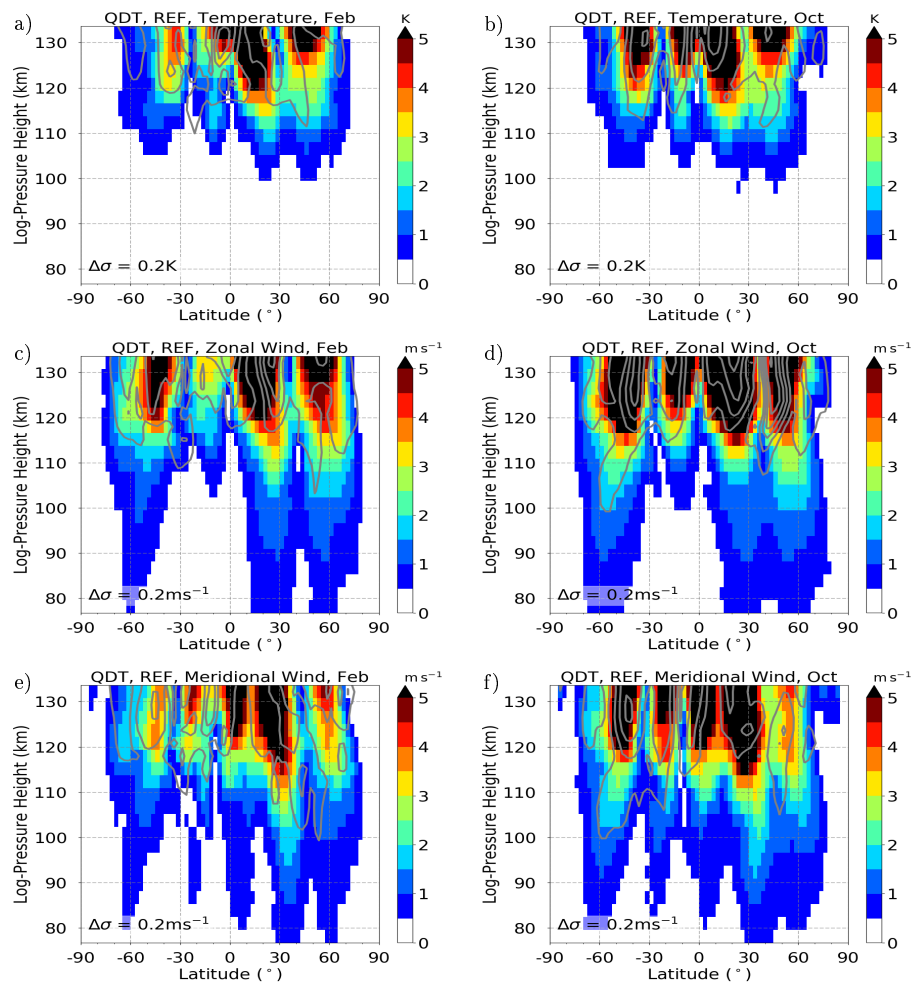 a) QDT, REF, Temperature, Feb K
Log-Pressure Height (km)
130
120
110
100
90
80
Δσ = 0.2K
-90 -60 -30 0 30 60 90
Latitude (°)
5
4
3
2
1
0
b) QDT, REF, Temperature, Oct K
Log-Pressure Height (km)
130
120
110
100
90
80
Δσ = 0.2K
-90 -60 -30 0 30 60 90
Latitude (°)
5
4
3
2
1
0
c) QDT, REF, Zonal Wind, Feb m s⁻¹
Log-Pressure Height (km)
130
120
110
100
90
80
Δσ = 0.2ms⁻¹
-90 -60 -30 0 30 60 90
Latitude (°)
5
4
3
2
1
0
d) QDT, REF, Zonal Wind, Oct m s⁻¹
Log-Pressure Height (km)
130
120
110
100
90
80
Δσ = 0.2ms⁻¹
-90 -60 -30 0 30 60 90
Latitude (°)
5
4
3
2
1
0
e) QDT, REF, Meridional Wind, Feb m s⁻¹
Log-Pressure Height (km)
130
120
110
100
90
80
Δσ = 0.2ms⁻¹
-90 -60 -30 0 30 60 90
Latitude (°)
5
4
3
2
1
0
f) QDT, REF, Meridional Wind, Oct m s⁻¹
Log-Pressure Height (km)
130
120
110
100
90
80
Δσ = 0.2ms⁻¹
-90 -60 -30 0 30 60 90
Latitude (°)
5
4
3
2
1
0